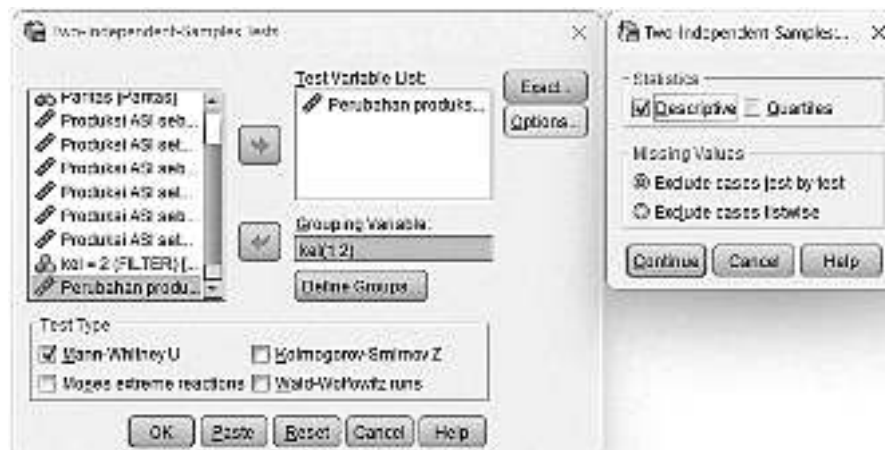 Two-Independent-Samples Tests
Test Variable List:
Paritas [Paritas]
Produksi ASI seb...
Produksi ASI set...
Produksi ASI seb...
Produksi ASI set...
Produksi ASI seb...
Produksi ASI set...
kel = 2 (FILTER) [...
Perubahan produ...
Perubahan produks...
Exact...
Options...
Grouping Variable:
kel(1 2)
Define Groups...
Test Type
Mann-Whitney U
Kolmogorov-Smirnov Z
Moses extreme reactions
Wald-Wolfowitz runs
OK
Paste
Reset
Cancel
Help
Two-Independent-Samples:...
Statistics
Descriptive
Quartiles
Missing Values
Exclude cases test-by-test
Exclude cases listwise
Continue
Cancel
Help